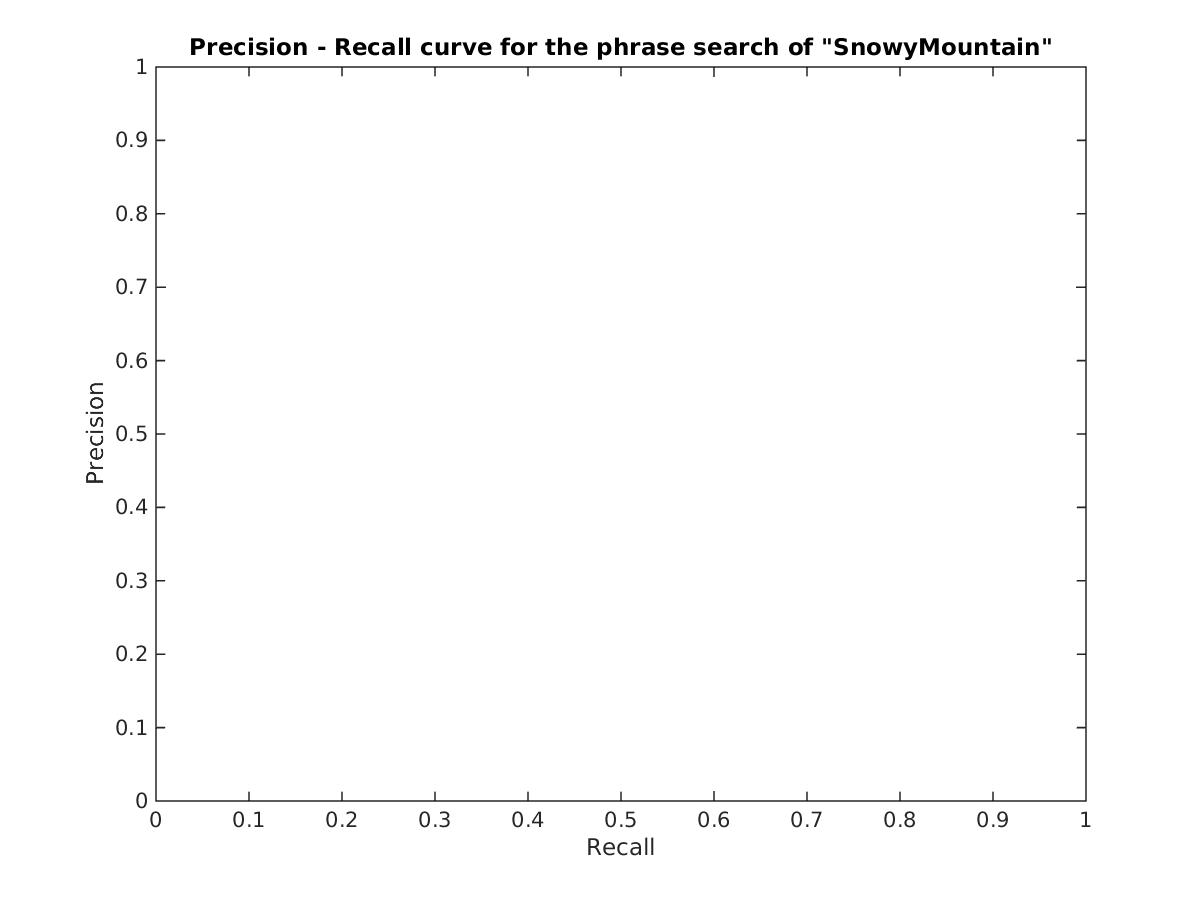 Precision - Recall curve for the phrase search of "SnowyMountain"
1
0.9
0.8
0.7
0.6
0.5
0.4
0.3
0.2
0.1
0
Precision
0 0.1 0.2 0.3 0.4 0.5 0.6 0.7 0.8 0.9 1
Recall